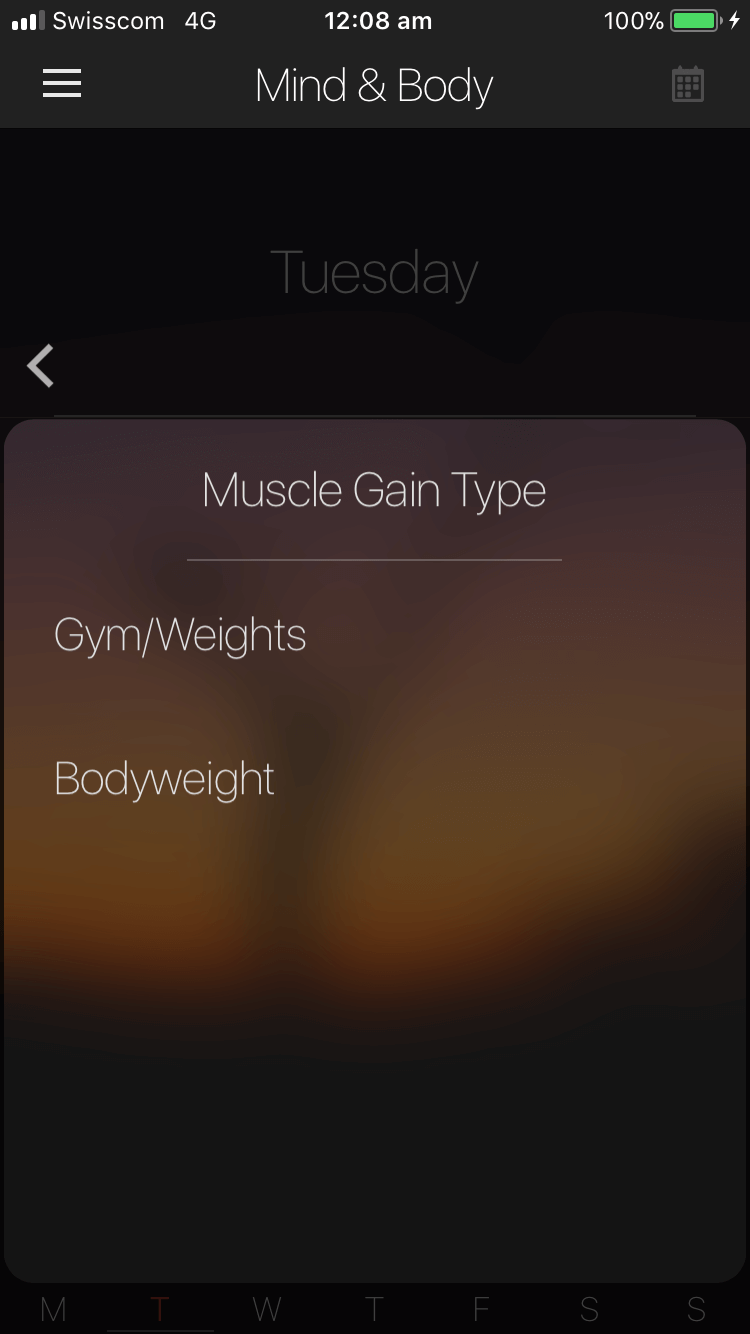 Swisscom 4G 12:08 am 100%
Mind & Body
Tuesday
Muscle Gain Type
Gym/Weights
Bodyweight
M T W T F S S